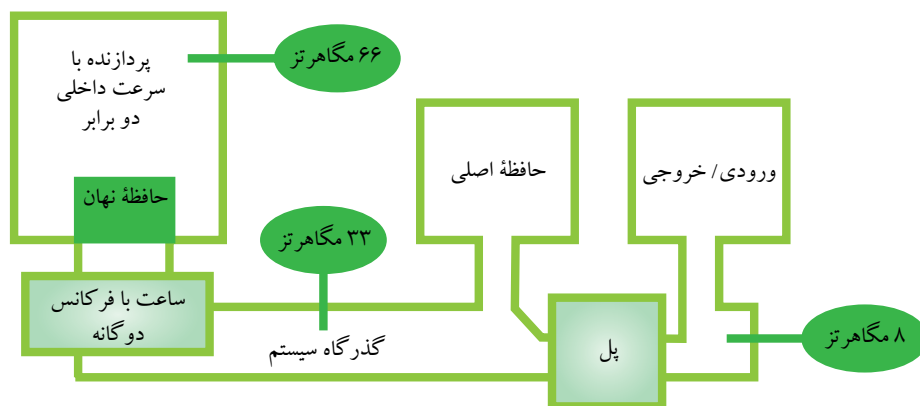 پردازنده با
سرعت داخلی
دو برابر
۶۶ مگاهرتز
حافظهٔ نهان
حافظهٔ اصلی
ورودی/ خروجی
۳۳ مگاهرتز
ساعت با فرکانس
دوگانه
گذرگاه سیستم
پل
۸ مگاهرتز